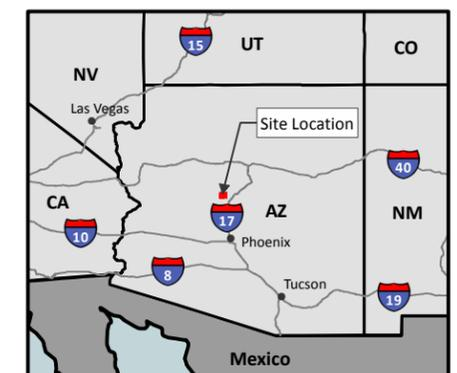 15
UT
CO
NV
Las Vegas
Site Location
40
CA
17
AZ
NM
10
Phoenix
8
Tucson
19
Mexico